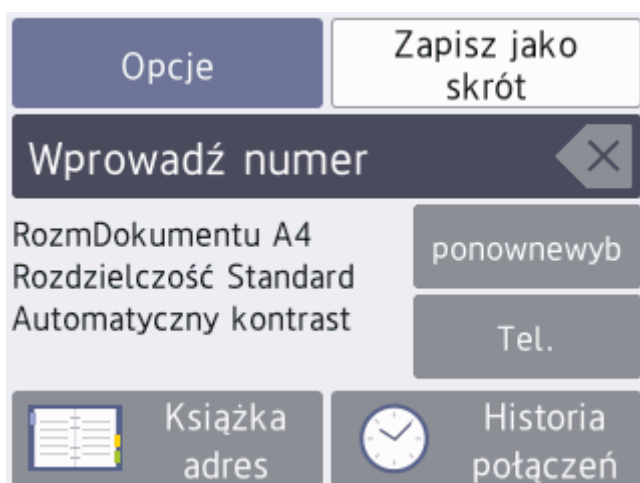 Opcje
Zapisz jako
skrót
Wprowadź numer
RozmDokumentu A4
Rozdzielczość Standard
Automatyczny kontrast
ponownewyb
Tel.
Książka
adres
Historia
połączeń